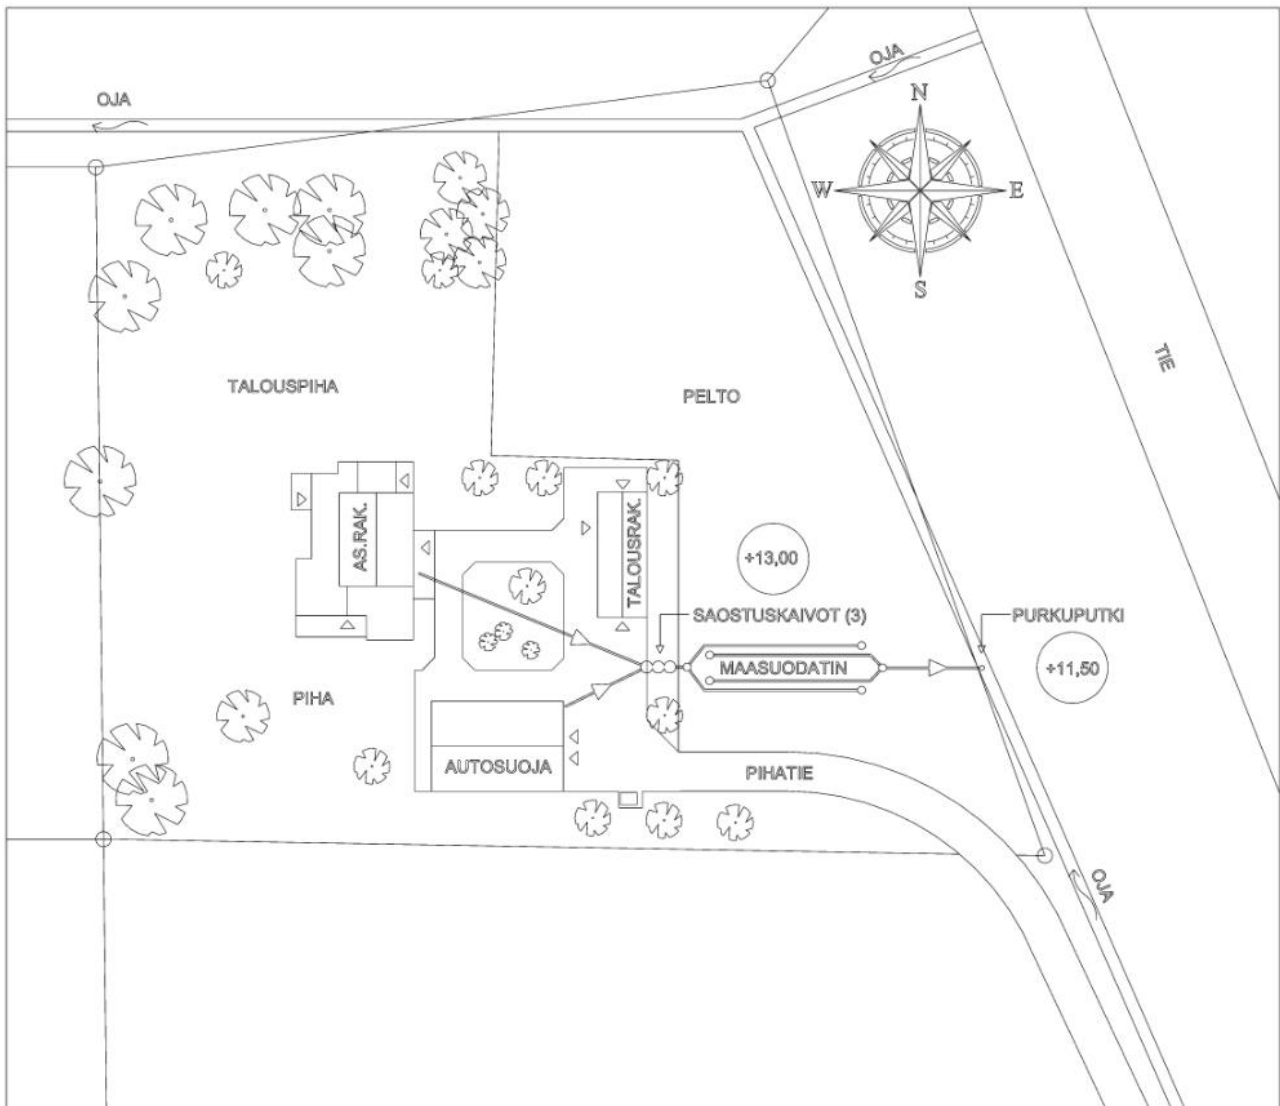 OJA
OJA
N
W
E
S
TIE
TALOUSPIHA
PELTO
AS.RAK.
TALOUSRAK.
+13,00
SAOSTUSKAIVOT (3)
PURKUPUTKI
MAASUODATIN
+11,50
PIHA
AUTOSUOJA
PIHATIE
OJA